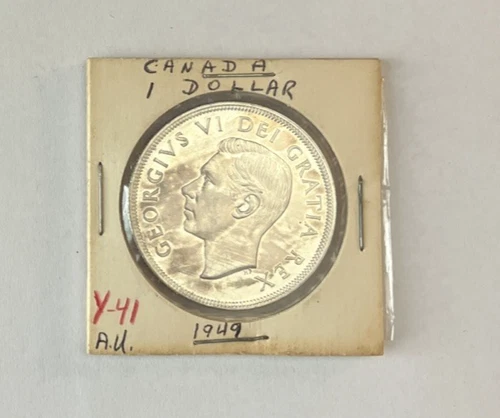 CANADA
1 DOLLAR
GEORGIVS VI DEI GRATIA REX
Y-41
A.U.
1949